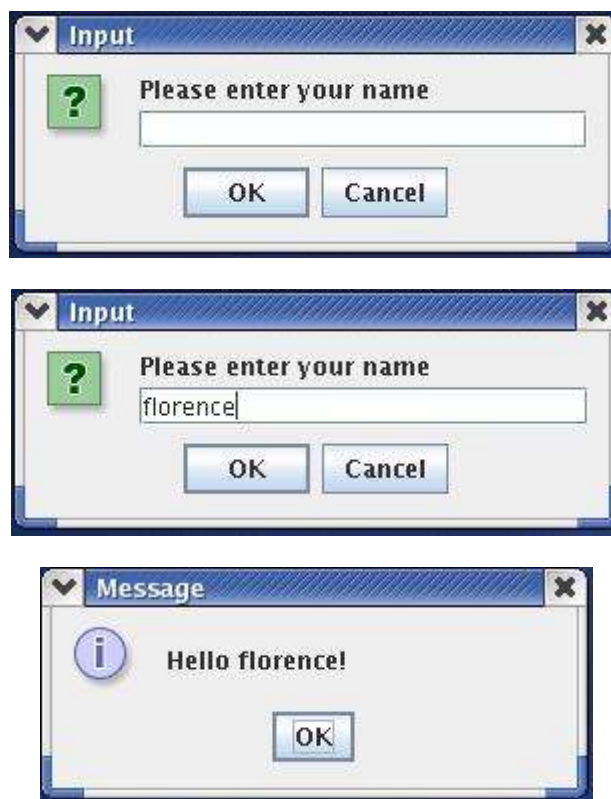 Input
? Please enter your name
OK Cancel
Input
? Please enter your name
florence
OK Cancel
Message
i Hello florence!
OK